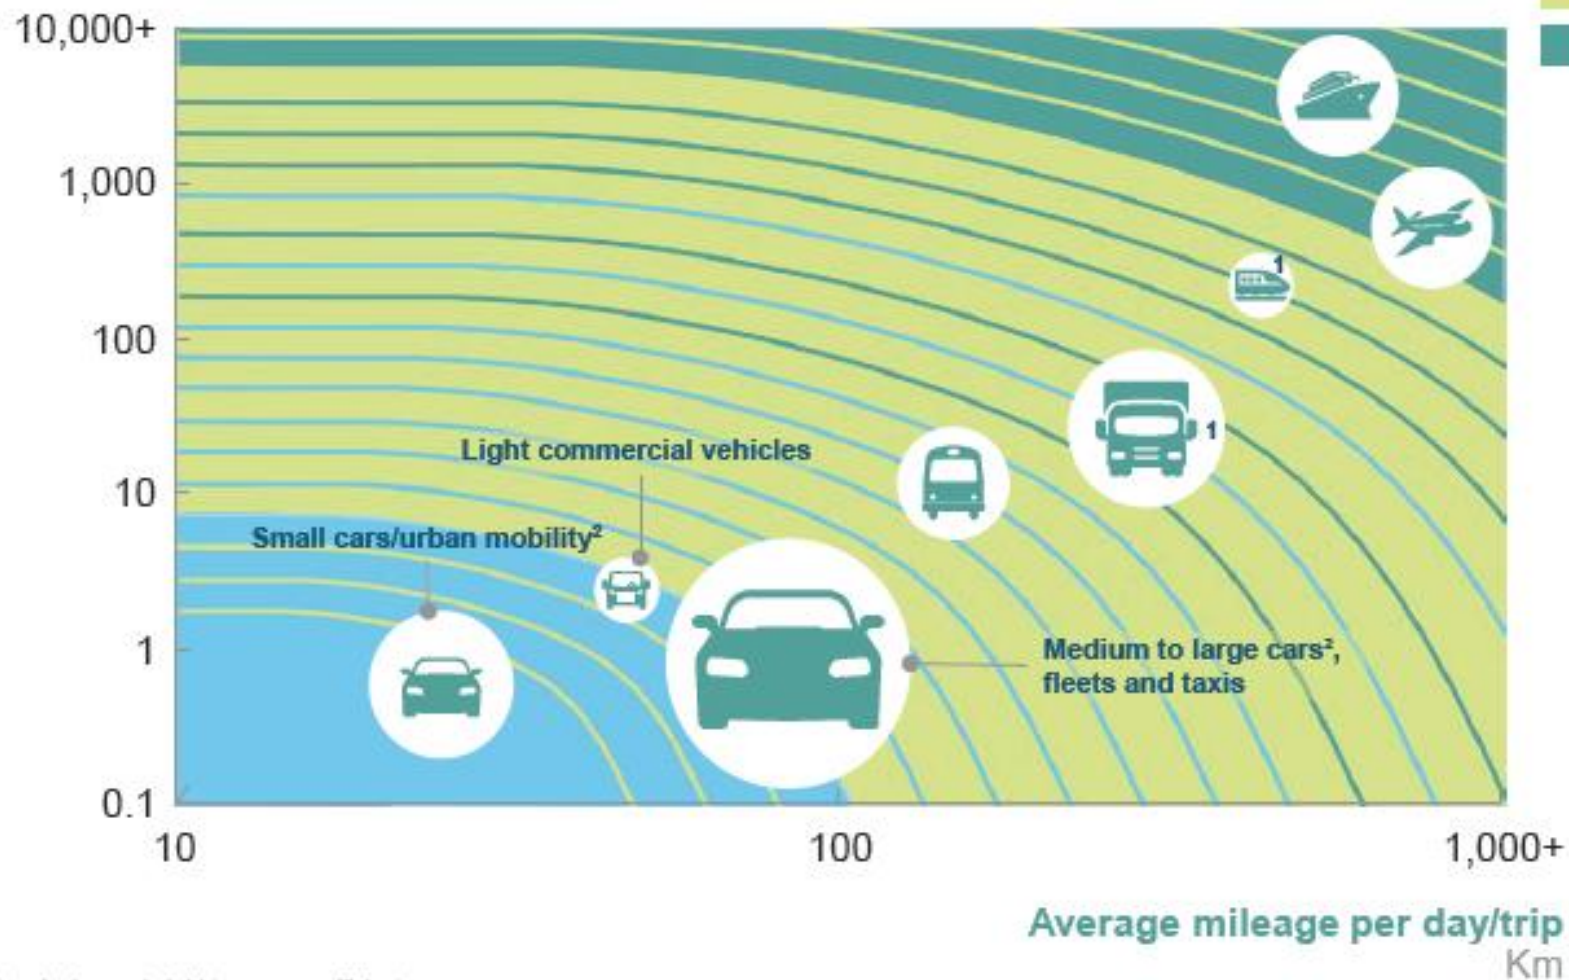 10,000+
1,000
100
10
1
0.1
1
1
Light commercial vehicles
Small cars/urban mobility²
Medium to large cars²,
fleets and taxis
10
100
1,000+
Average mileage per day/trip
Km